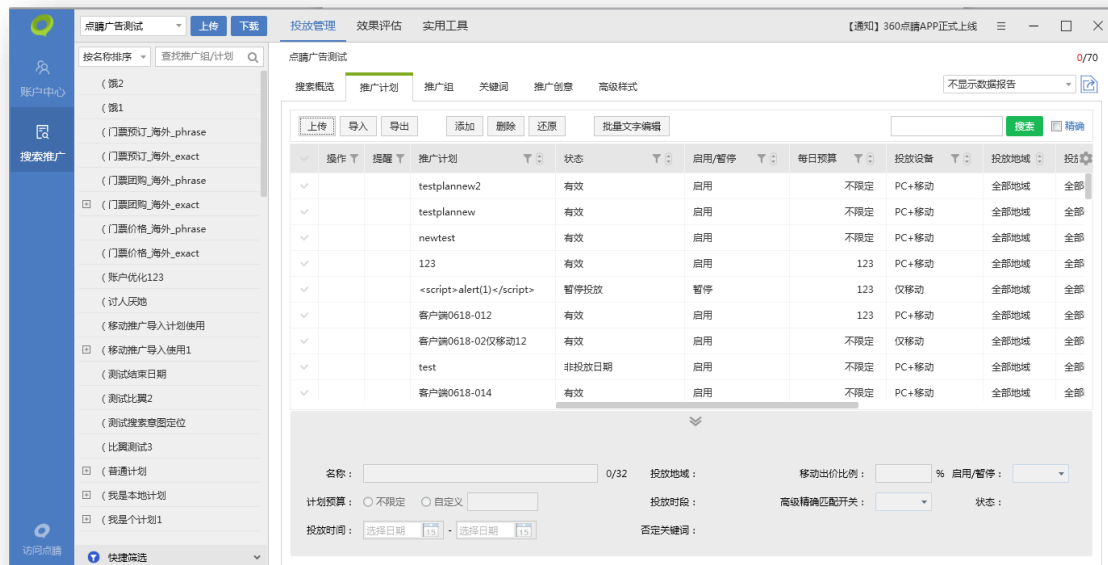 点睛广告测试 上传 下载 投放管理 效果评估 实用工具 【通知】360点睛APP正式上线
账户中心
搜索推广
访问点睛
按名称排序 查找推广组/计划
(饿2
(饿1
(门票预订_海外_phrase
(门票预订_海外_exact
(门票团购_海外_phrase
(门票团购_海外_exact
(门票价格_海外_phrase
(门票价格_海外_exact
(账户优化123
(讨人厌她
(移动推广导入计划使用
(移动推广导入使用1
(测试结束日期
(测试比翼2
(测试搜索意图定位
(比翼测试3
(普通计划
(我是本地计划
(我是个计划1
快捷筛选
点睛广告测试 0/70
搜索概览 推广计划 推广组 关键词 推广创意 高级样式 不显示数据报告
上传 导入 导出 添加 删除 还原 批量文字编辑 搜索 精确
操作 提醒 推广计划 状态 启用/暂停 每日预算 投放设备 投放地域 投放
testplannew2 有效 启用 不限定 PC+移动 全部地域 全部
testplannew 有效 启用 不限定 PC+移动 全部地域 全部
newtest 有效 启用 不限定 PC+移动 全部地域 全部
123 有效 启用 123 PC+移动 全部地域 全部
<script>alert(1)</script> 暂停投放 暂停 123 仅移动 全部地域 全部
客户端0618-012 有效 启用 123 PC+移动 全部地域 全部
客户端0618-02仅移动12 有效 启用 不限定 仅移动 全部地域 全部
test 非投放日期 启用 不限定 PC+移动 全部地域 全部
客户端0618-014 有效 启用 不限定 PC+移动 全部地域 全部
名称： 0/32 投放地域： 移动出价比例： % 启用/暂停：
计划预算： 不限定 自定义 投放时段： 高级精确匹配开关： 状态：
投放时间： 选择日期 15 - 选择日期 15 否定关键词：